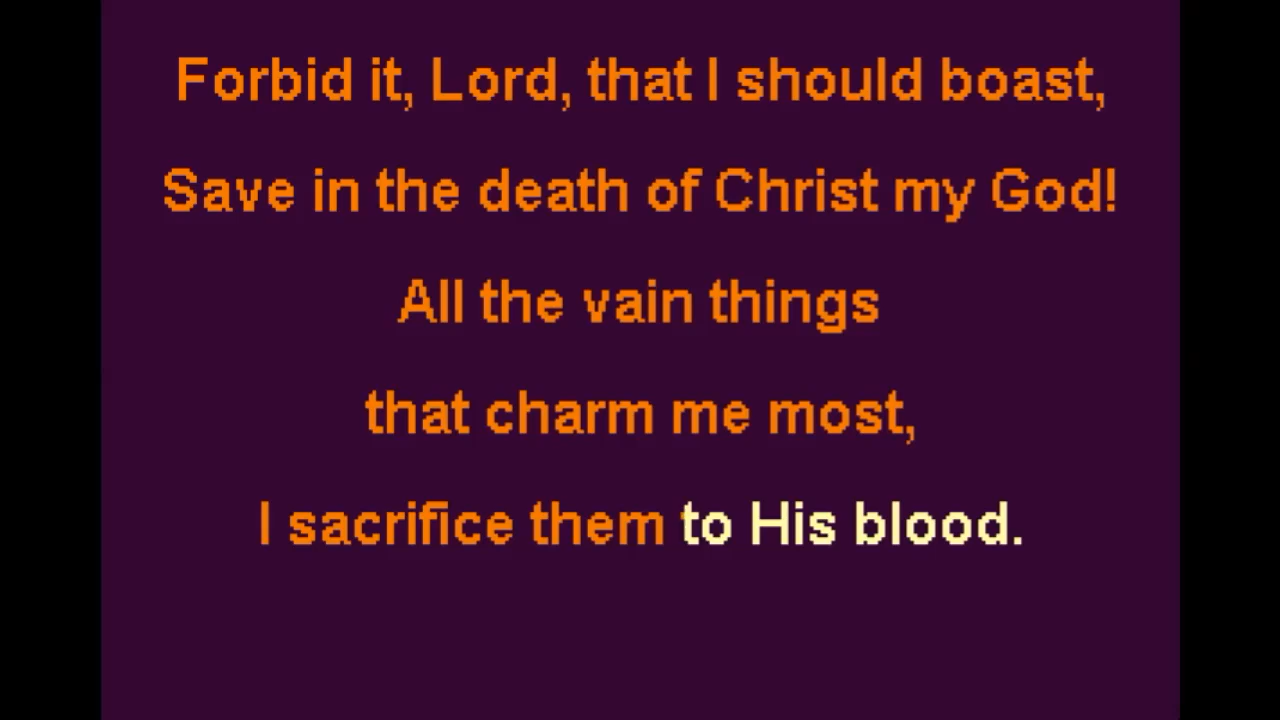 Forbid it, Lord, that I should boast,
Save in the death of Christ my God!
All the vain things
that charm me most,
I sacrifice them to His blood.